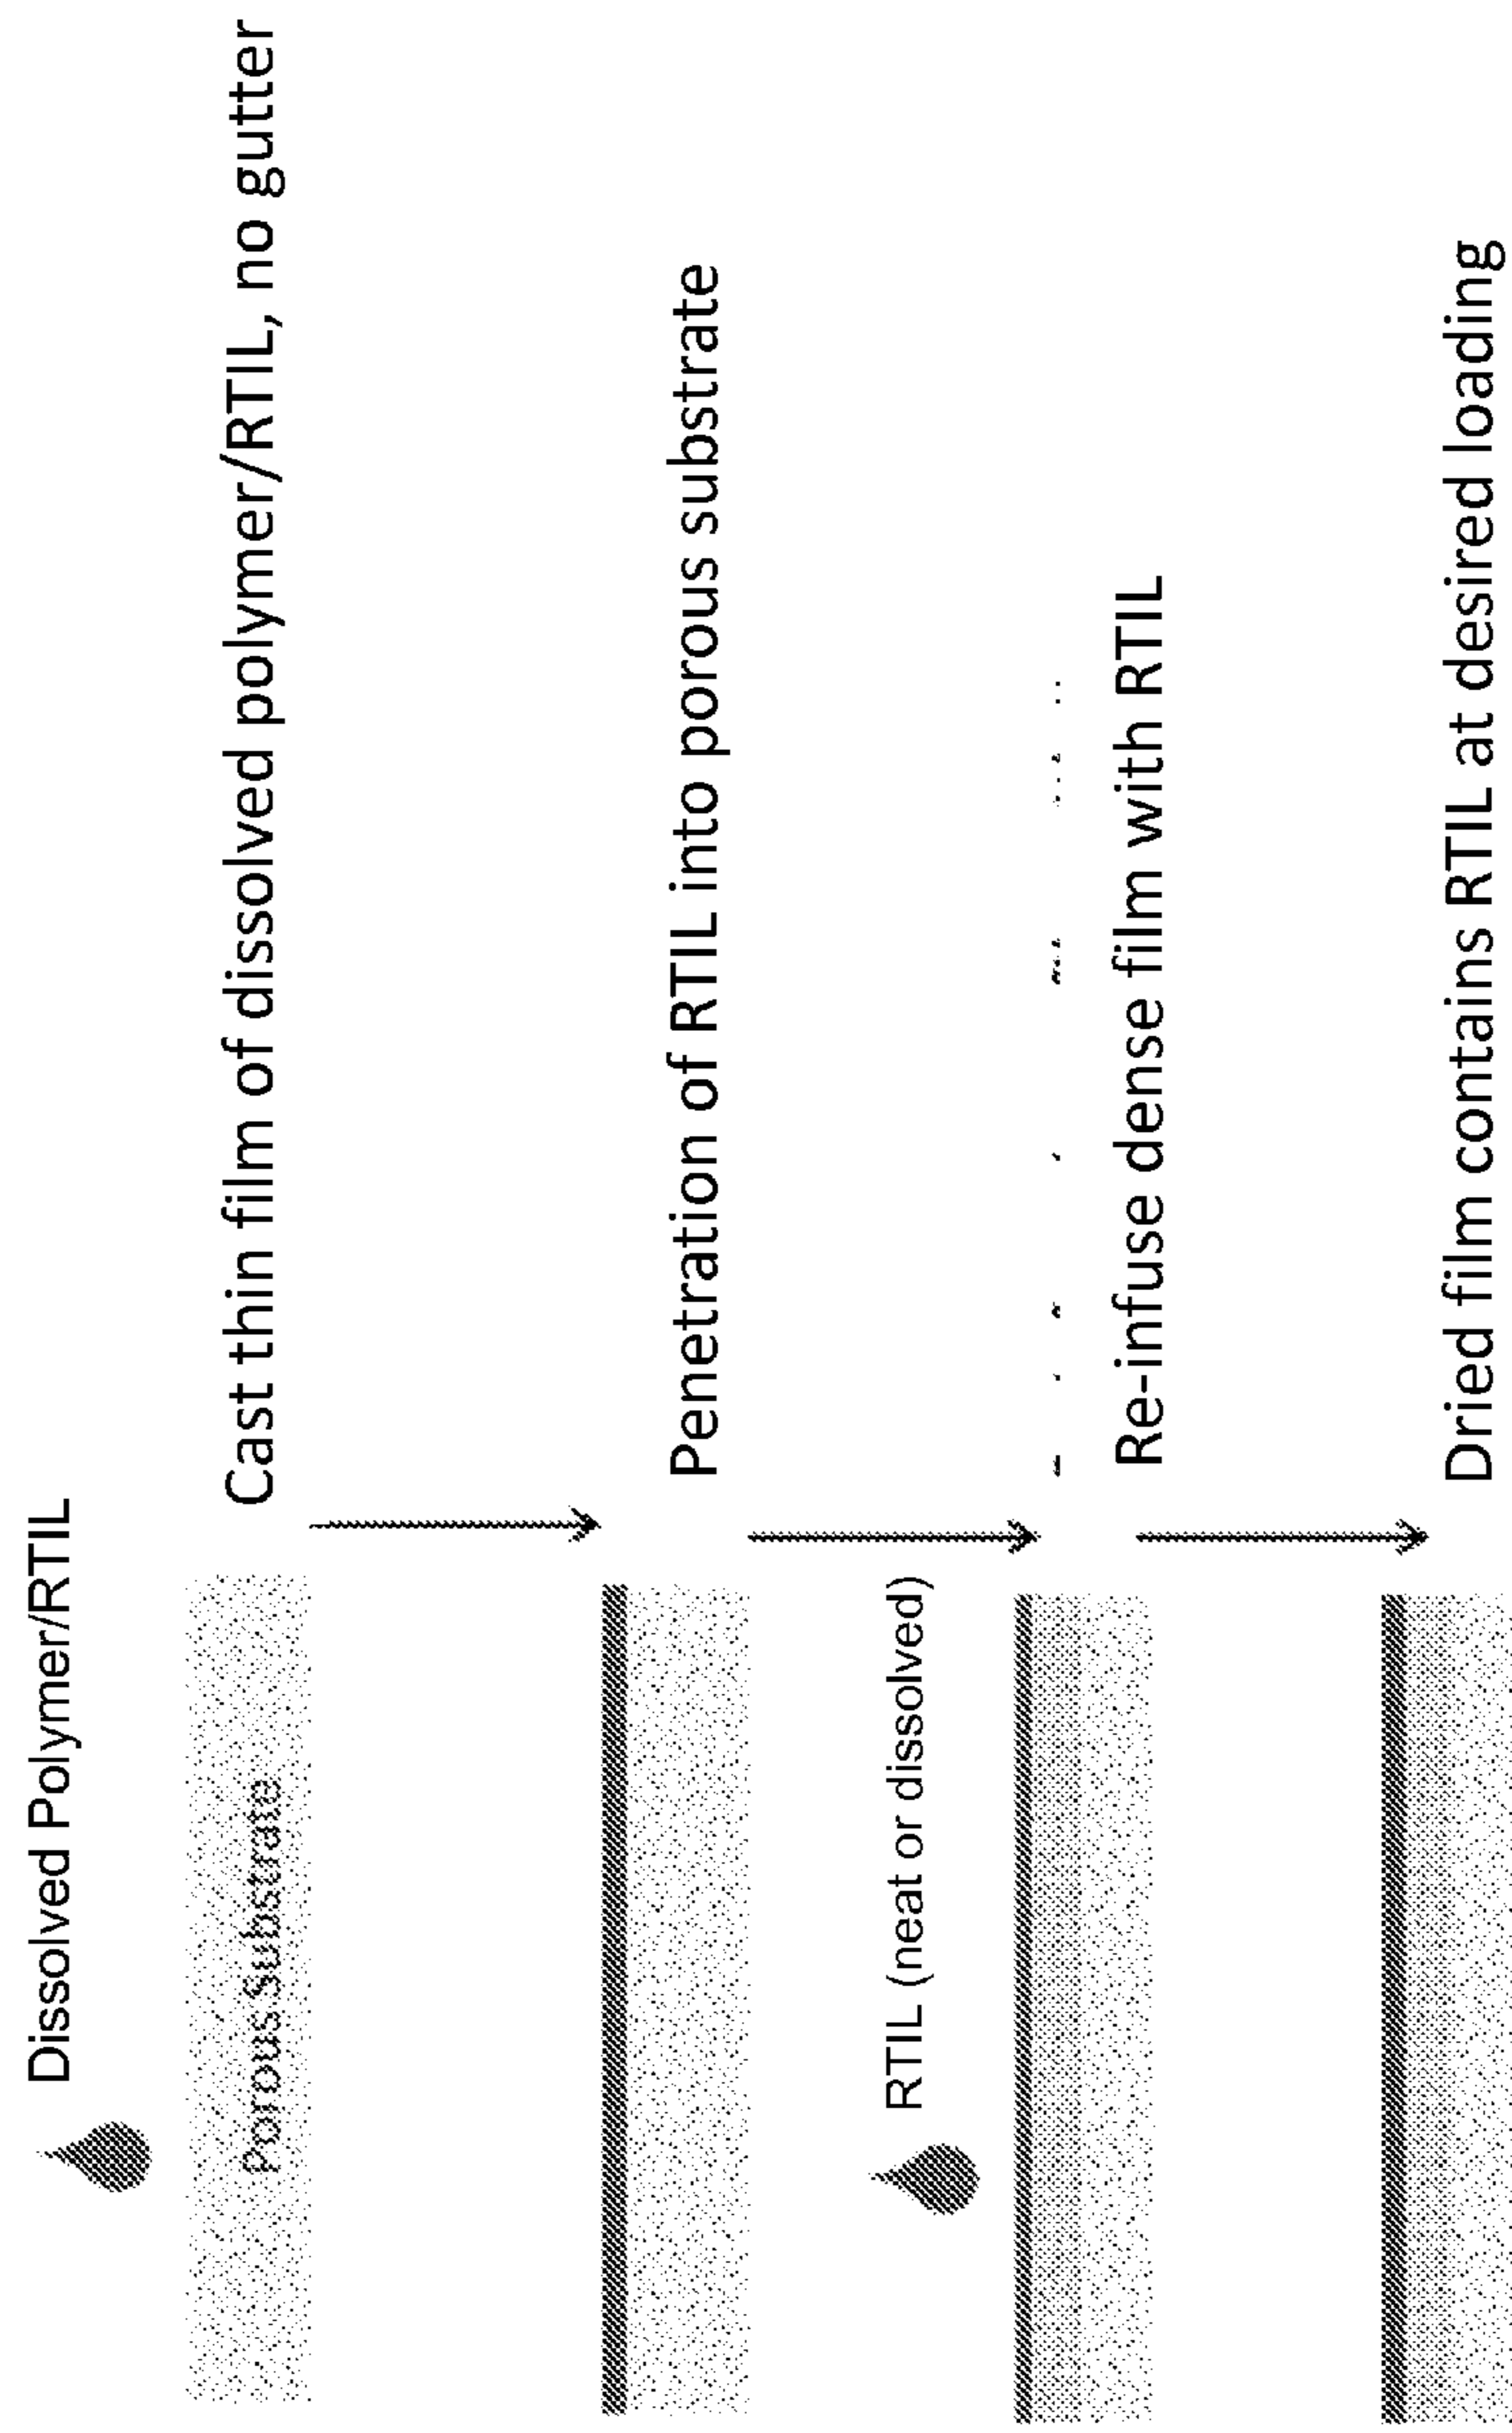 Dissolved Polymer/RTIL
Porous Substrate
Cast thin film of dissolved polymer/RTIL, no gutter
Penetration of RTIL into porous substrate
RTIL (neat or dissolved)
Re-infuse dense film with RTIL
Dried film contains RTIL at desired loading